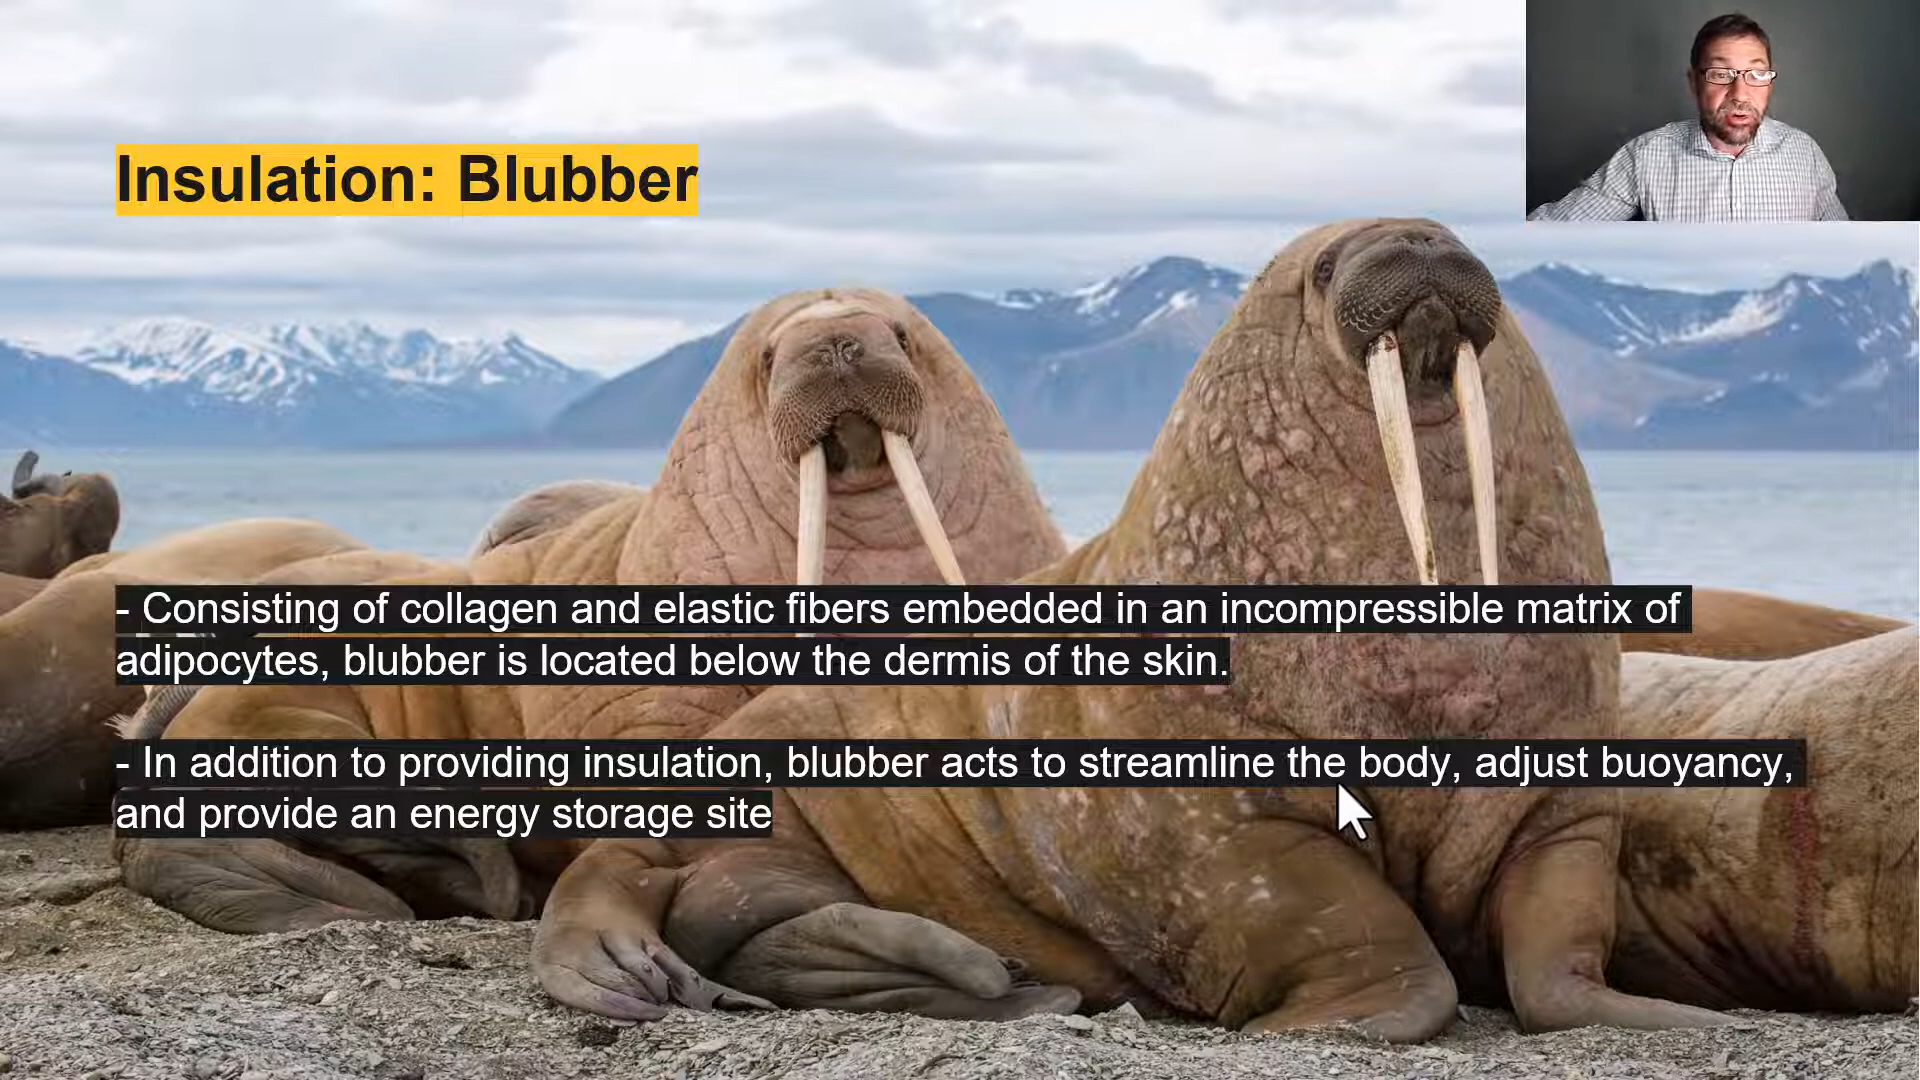 Insulation: Blubber
- Consisting of collagen and elastic fibers embedded in an incompressible matrix of
adipocytes, blubber is located below the dermis of the skin.
- In addition to providing insulation, blubber acts to streamline the body, adjust buoyancy,
and provide an energy storage site